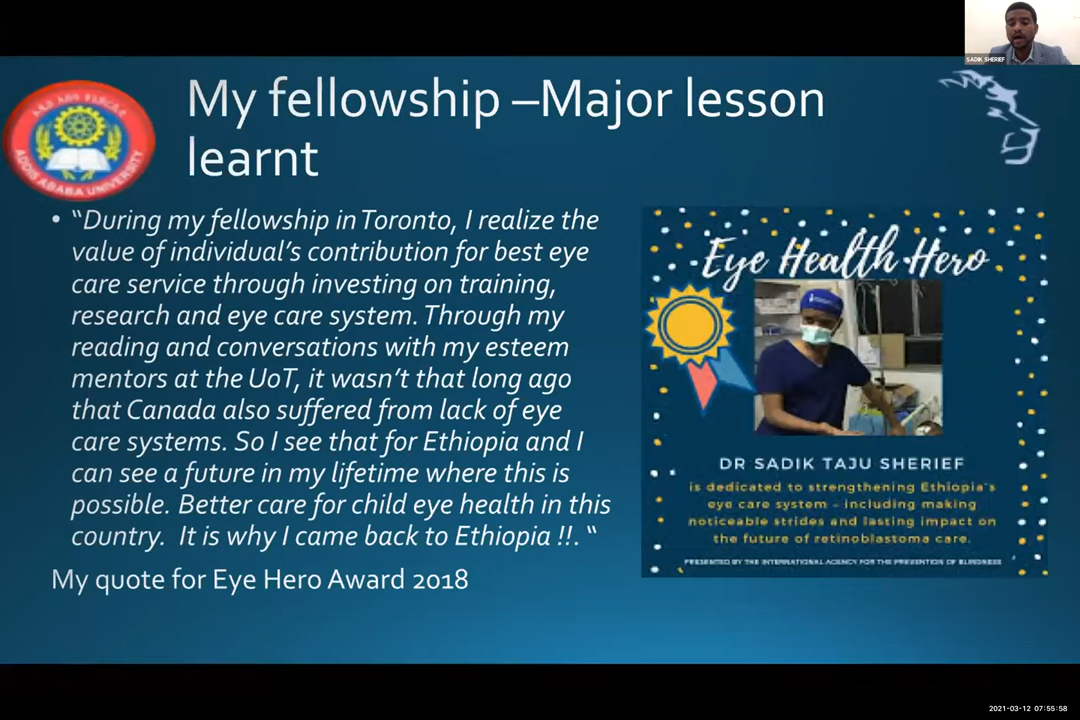 SADIK SHERIEF
My fellowship –Major lesson
learnt
ADDIS ABABA UNIVERSITY
• “During my fellowship in Toronto, I realize the
value of individual’s contribution for best eye
care service through investing on training,
research and eye care system. Through my
reading and conversations with my esteem
mentors at the UoT, it wasn’t that long ago
that Canada also suffered from lack of eye
care systems. So I see that for Ethiopia and I
can see a future in my lifetime where this is
possible. Better care for child eye health in this
country.  It is why I came back to Ethiopia !!. “
My quote for Eye Hero Award 2018
Eye Health Hero
DR SADIK TAJU SHERIEF
is dedicated to strengthening Ethiopia's
eye care system – including making
noticeable strides and lasting impact on
the future of retinoblastoma care.
PRESENTED BY THE INTERNATIONAL AGENCY FOR THE PREVENTION OF BLINDNESS
2021-03-12 07:55:58